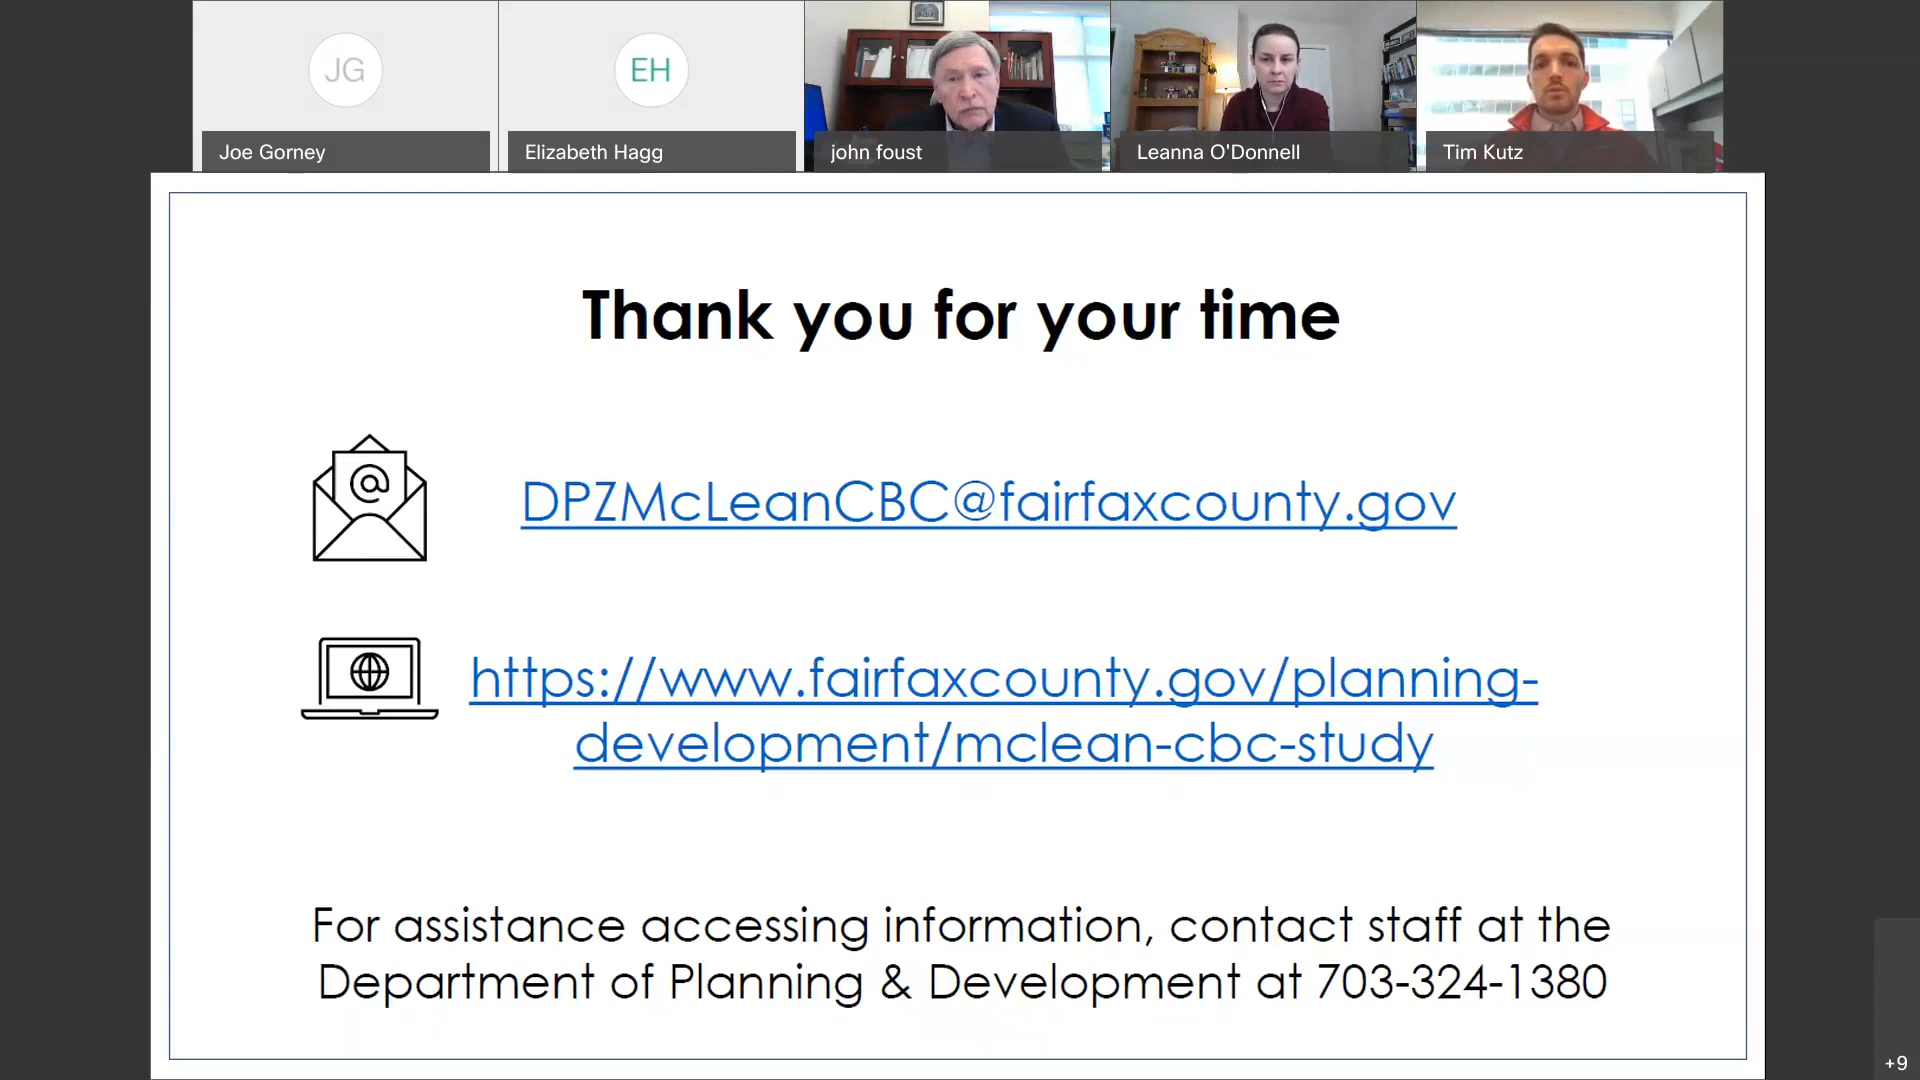 JG
EH
Joe Gorney
Elizabeth Hagg
john foust
Leanna O'Donnell
Tim Kutz
Thank you for your time
@
DPZMcLeanCBC@fairfaxcounty.gov
https://www.fairfaxcounty.gov/planning-
development/mclean-cbc-study
For assistance accessing information, contact staff at the
Department of Planning & Development at 703-324-1380
+9